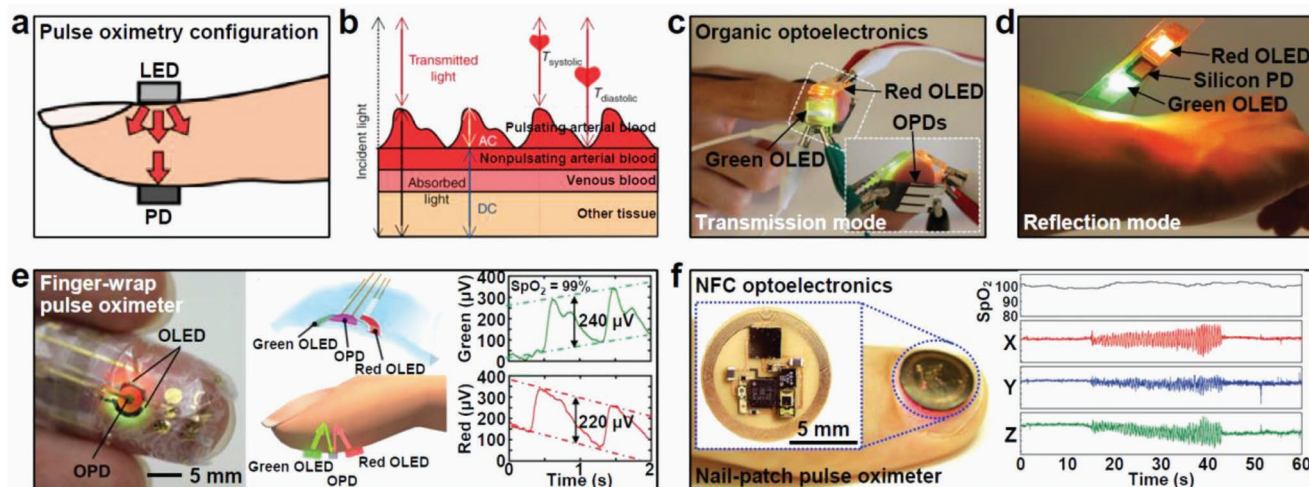 a
Pulse oximetry configuration
LED
PD
b
Incident light
Transmitted
light
Tsystolic
Tdiastolic
Pulsating arterial blood
AC
Nonpulsating arterial blood
Absorbed
light
Venous blood
DC
Other tissue
c
Organic optoelectronics
Red OLED
OPDs
Green OLED
Transmission mode
d
Red OLED
Silicon PD
Green OLED
Reflection mode
e
Finger-wrap
pulse oximeter
OLED
OPD
5 mm
Green OLED
OPD
Red OLED
Green OLED
Red OLED
OPD
Green (µV)
400
300
200
100
0
SpO2 = 99%
240 µV
Red (µV)
400
300
200
100
0
220 µV
0 1 2
Time (s)
f
NFC optoelectronics
5 mm
Nail-patch pulse oximeter
SpO2
100
90
80
X
Y
Z
0 10 20 30 40 50 60
Time (s)